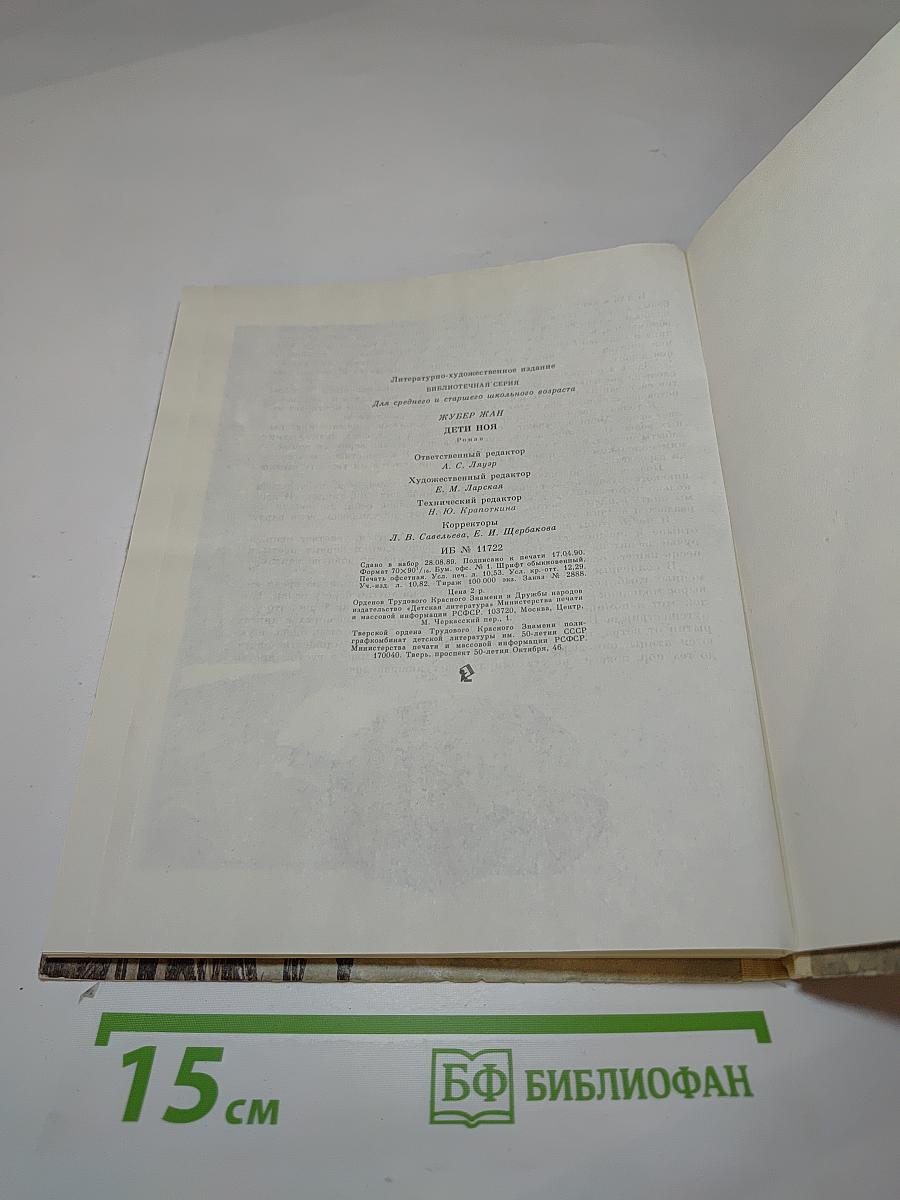 Литературно-художественное издание
БИБЛИОТЕЧНАЯ СЕРИЯ
Для среднего и старшего школьного возраста
ЖУБЕР ЖАН
ДЕТИ НОЯ
Роман
Ответственный редактор
А. С. Ляуэр
Художественный редактор
Е. М. Ларская
Технический редактор
Н. Ю. Крапоткина
Корректоры
Л. В. Савельева, Е. И. Щербакова
ИБ № 11722
Сдано в набор 28.08.89. Подписано к печати 17.04.90.
Формат 70×90¹/₁₆. Бум. офс. № 1. Шрифт обыкновенный.
Печать офсетная. Усл. печ. л. 10,53. Усл. кр.-отт. 12,29.
Уч.-изд. л. 10,82. Тираж 100 000 экз. Заказ № 2888.
Цена 2 р.
Орденов Трудового Красного Знамени и Дружбы народов
издательство «Детская литература» Министерства печати
и массовой информации РСФСР. 103720, Москва, Центр,
М. Черкасский пер., 1.
Тверской ордена Трудового Красного Знамени поли-
графкомбинат детской литературы им. 50-летия СССР
Министерства печати и массовой информации РСФСР.
170040, Тверь, проспект 50-летия Октября, 46.
15 см
БФ БИБЛИОФАН